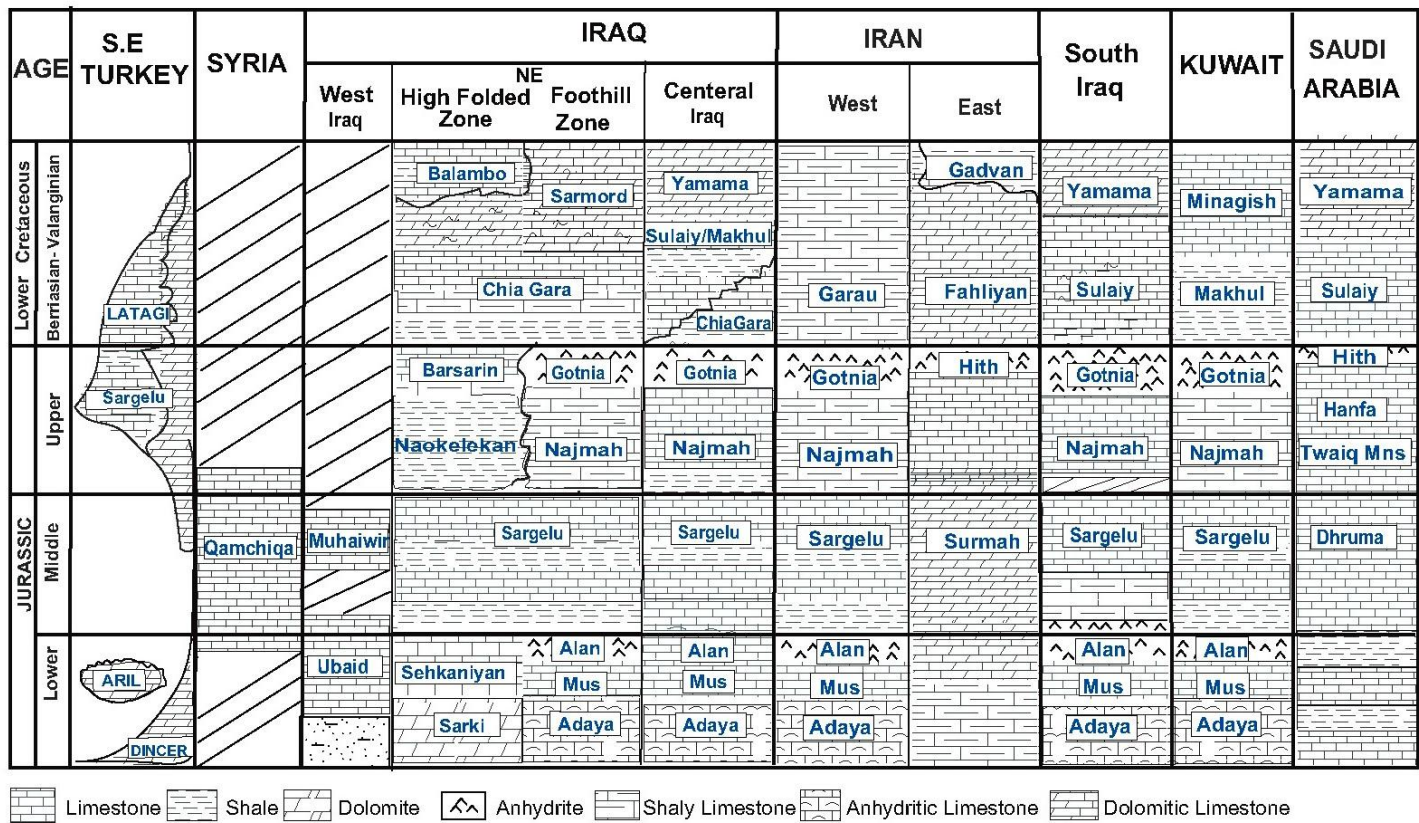 AGE
S.E
TURKEY
SYRIA
IRAQ
West
Iraq
NE
High Folded
Zone
Foothill
Zone
Centeral
Iraq
IRAN
West
East
South
Iraq
KUWAIT
SAUDI
ARABIA
Lower Cretaceous
Berriasian- Valanginian
LATAGI
Balambo
Sarmord
Chia Gara
Yamama
Sulaiy/Makhul
ChiaGara
Garau
Gadvan
Fahliyan
Yamama
Sulaiy
Minagish
Makhul
Yamama
Sulaiy
JURASSIC
Upper
Sargelu
Barsarin
Naokelekan
Gotnia
Najmah
Gotnia
Najmah
Gotnia
Najmah
Hith
Gotnia
Najmah
Gotnia
Najmah
Hith
Hanfa
Twaiq Mns
Middle
Qamchiqa
Muhaiwir
Sargelu
Sargelu
Sargelu
Surmah
Sargelu
Sargelu
Dhruma
Lower
ARIL
DINCER
Ubaid
Sehkaniyan
Sarki
Alan
Mus
Adaya
Alan
Mus
Adaya
Alan
Mus
Adaya
Alan
Mus
Adaya
Alan
Mus
Adaya
Limestone
Shale
Dolomite
Anhydrite
Shaly Limestone
Anhydritic Limestone
Dolomitic Limestone